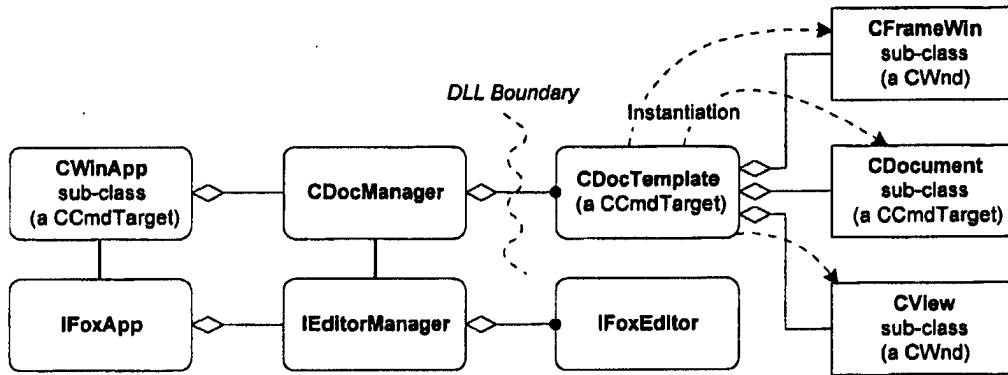 CFrameWin
sub-class
(a CWnd)
DLL Boundary
Instantiation
CWinApp
sub-class
(a CCmdTarget)
CDocManager
CDocTemplate
(a CCmdTarget)
CDocument
sub-class
(a CCmdTarget)
IFoxApp
IEditorManager
IFoxEditor
CView
sub-class
(a CWnd)